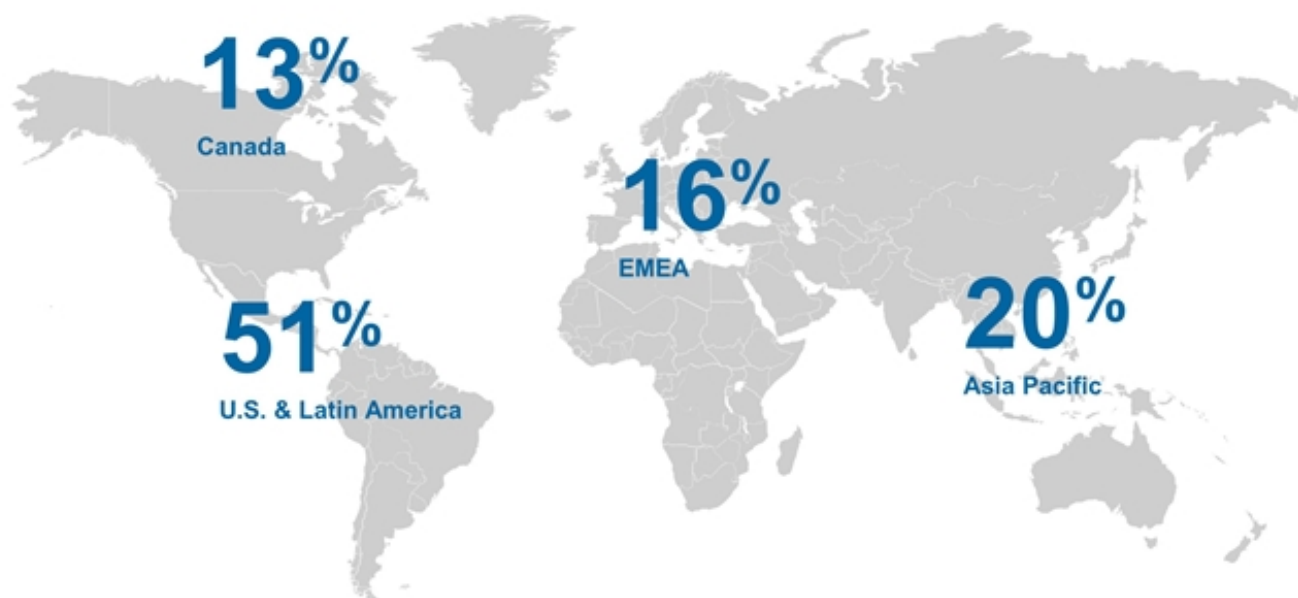 13%
Canada
16%
EMEA
51%
U.S. & Latin America
20%
Asia Pacific